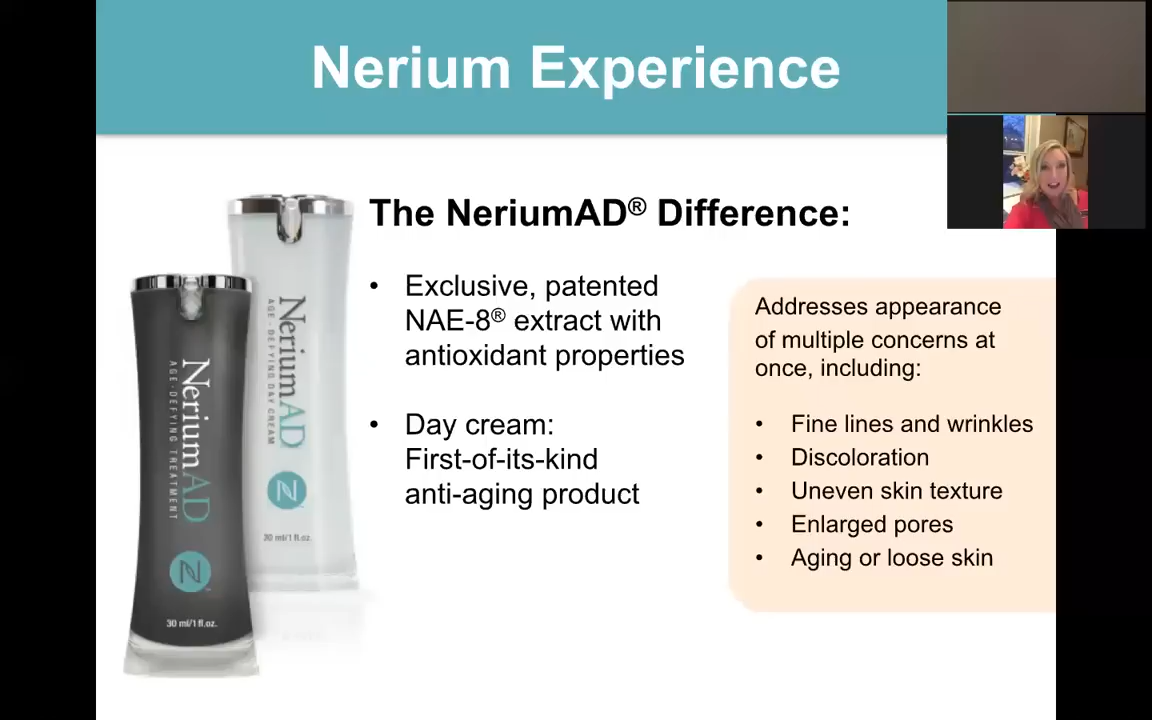 Nerium Experience
The NeriumAD® Difference:
• Exclusive, patented
NAE-8® extract with
antioxidant properties
• Day cream:
First-of-its-kind
anti-aging product
Addresses appearance
of multiple concerns at
once, including:
• Fine lines and wrinkles
• Discoloration
• Uneven skin texture
• Enlarged pores
• Aging or loose skin
NeriumAD
AGE-DEFYING TREATMENT
30 ml/1 fl.oz.
NeriumAD
AGE-DEFYING DAY CREAM
30 ml/1 fl.oz.